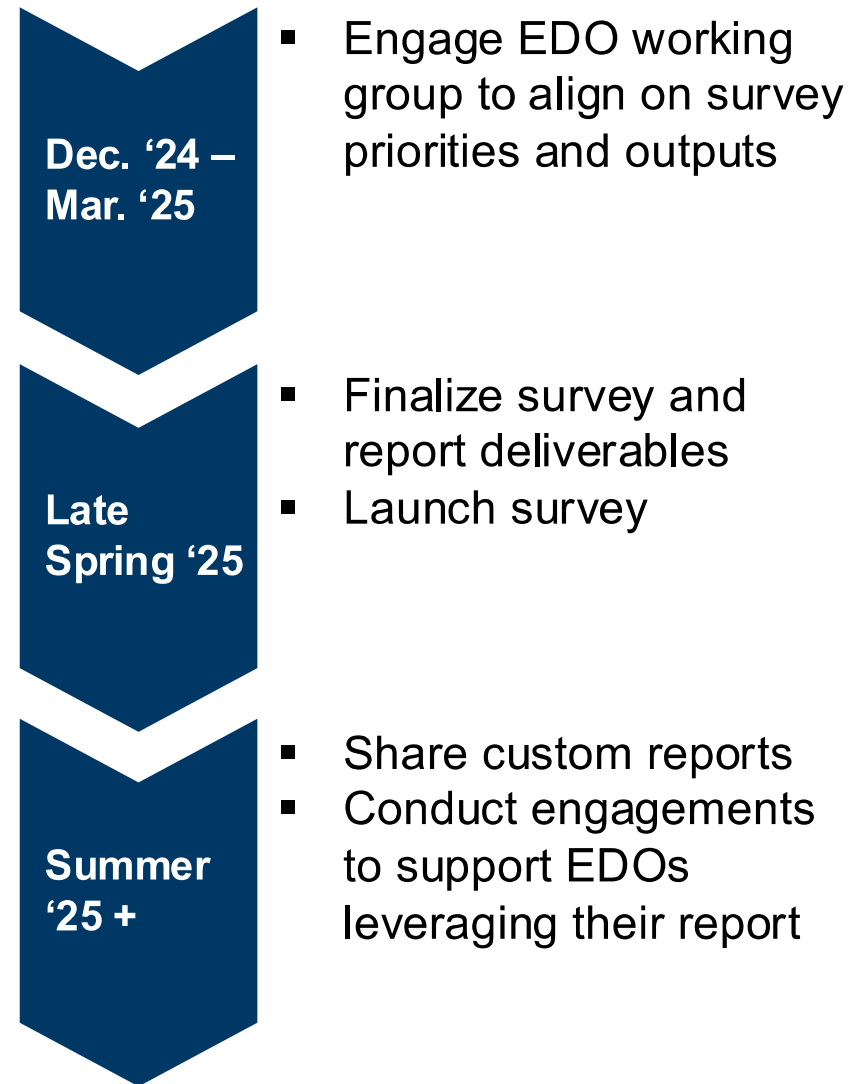 Dec. ‘24 –
Mar. ‘25
▪ Engage EDO working
group to align on survey
priorities and outputs
Late
Spring ‘25
▪ Finalize survey and
report deliverables
▪ Launch survey
Summer
‘25 +
▪ Share custom reports
▪ Conduct engagements
to support EDOs
leveraging their report